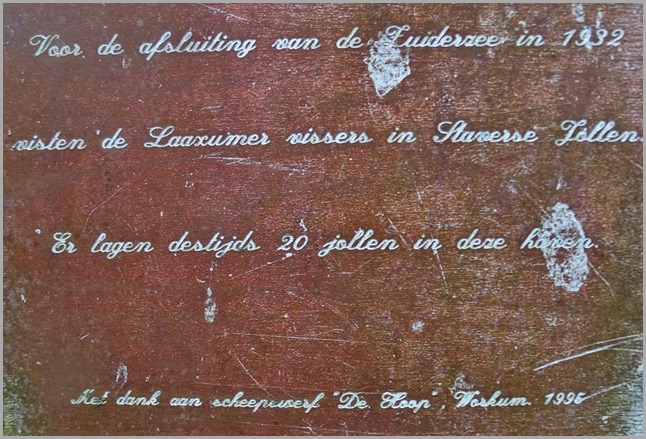 Voor de afsluiting van de Zuiderzee in 1932
visten de Laaxumer vissers in Staverse Jollen.
Er lagen destijds 20 jollen in deze haven.
Met dank aan scheepswerf "De Hoop", Workum. 1995